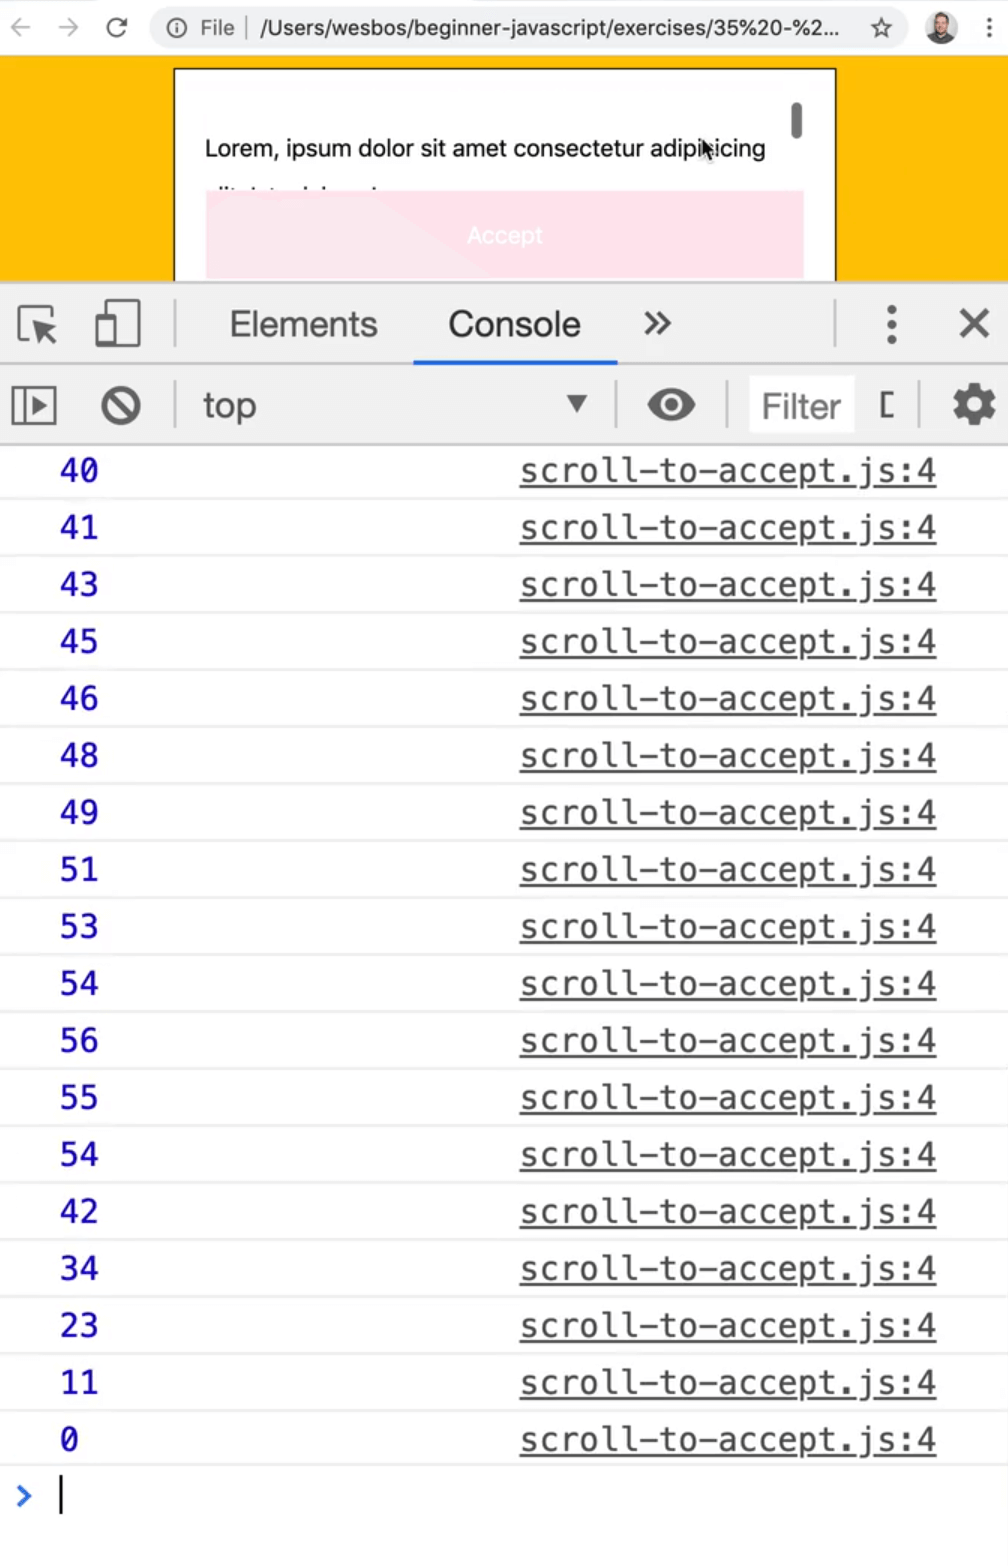 File /Users/wesbos/beginner-javascript/exercises/35%20-%2...
Lorem, ipsum dolor sit amet consectetur adipisicing
Accept
Elements Console
top Filter
40 scroll-to-accept.js:4
41 scroll-to-accept.js:4
43 scroll-to-accept.js:4
45 scroll-to-accept.js:4
46 scroll-to-accept.js:4
48 scroll-to-accept.js:4
49 scroll-to-accept.js:4
51 scroll-to-accept.js:4
53 scroll-to-accept.js:4
54 scroll-to-accept.js:4
56 scroll-to-accept.js:4
55 scroll-to-accept.js:4
54 scroll-to-accept.js:4
42 scroll-to-accept.js:4
34 scroll-to-accept.js:4
23 scroll-to-accept.js:4
11 scroll-to-accept.js:4
0 scroll-to-accept.js:4